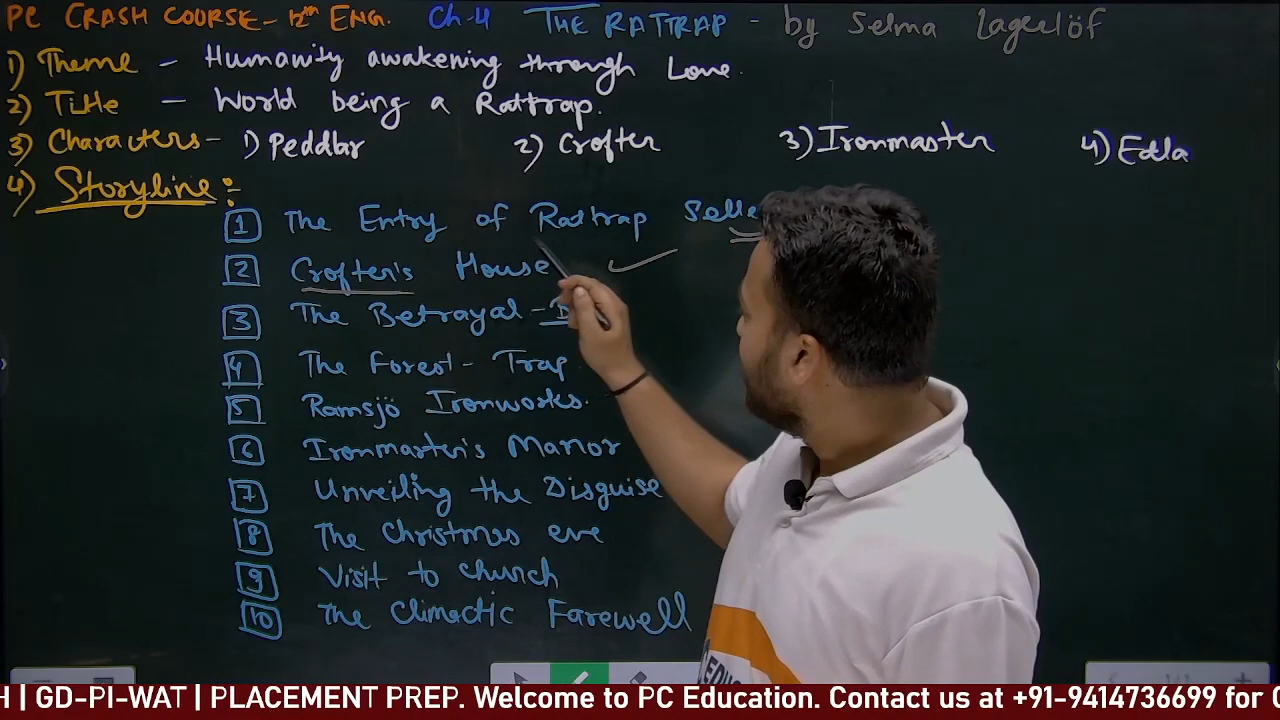 PC CRASH COURSE - 12th ENG. Ch-4 THE RATTRAP - by Selma Lagerlöf
1) Theme - Humanity awakening through Love.
2) Title - World being a Rattrap.
3) Characters - 1) Peddlar 2) Crofter 3) Ironmaster 4) Edla
4) Storyline :-
1 The Entry of Rattrap Selle
2 Crofter's House ✓
3 The Betrayal -
4 The Forest - Trap
5 Ramsjö Ironworks.
6 Ironmaster's Manor
7 Unveiling the Disguise
8 The Christmas eve
9 Visit to church
10 The Climactic Farewell
EDUC
H | GD-PI-WAT | PLACEMENT PREP. Welcome to PC Education. Contact us at +91-9414736699 for C